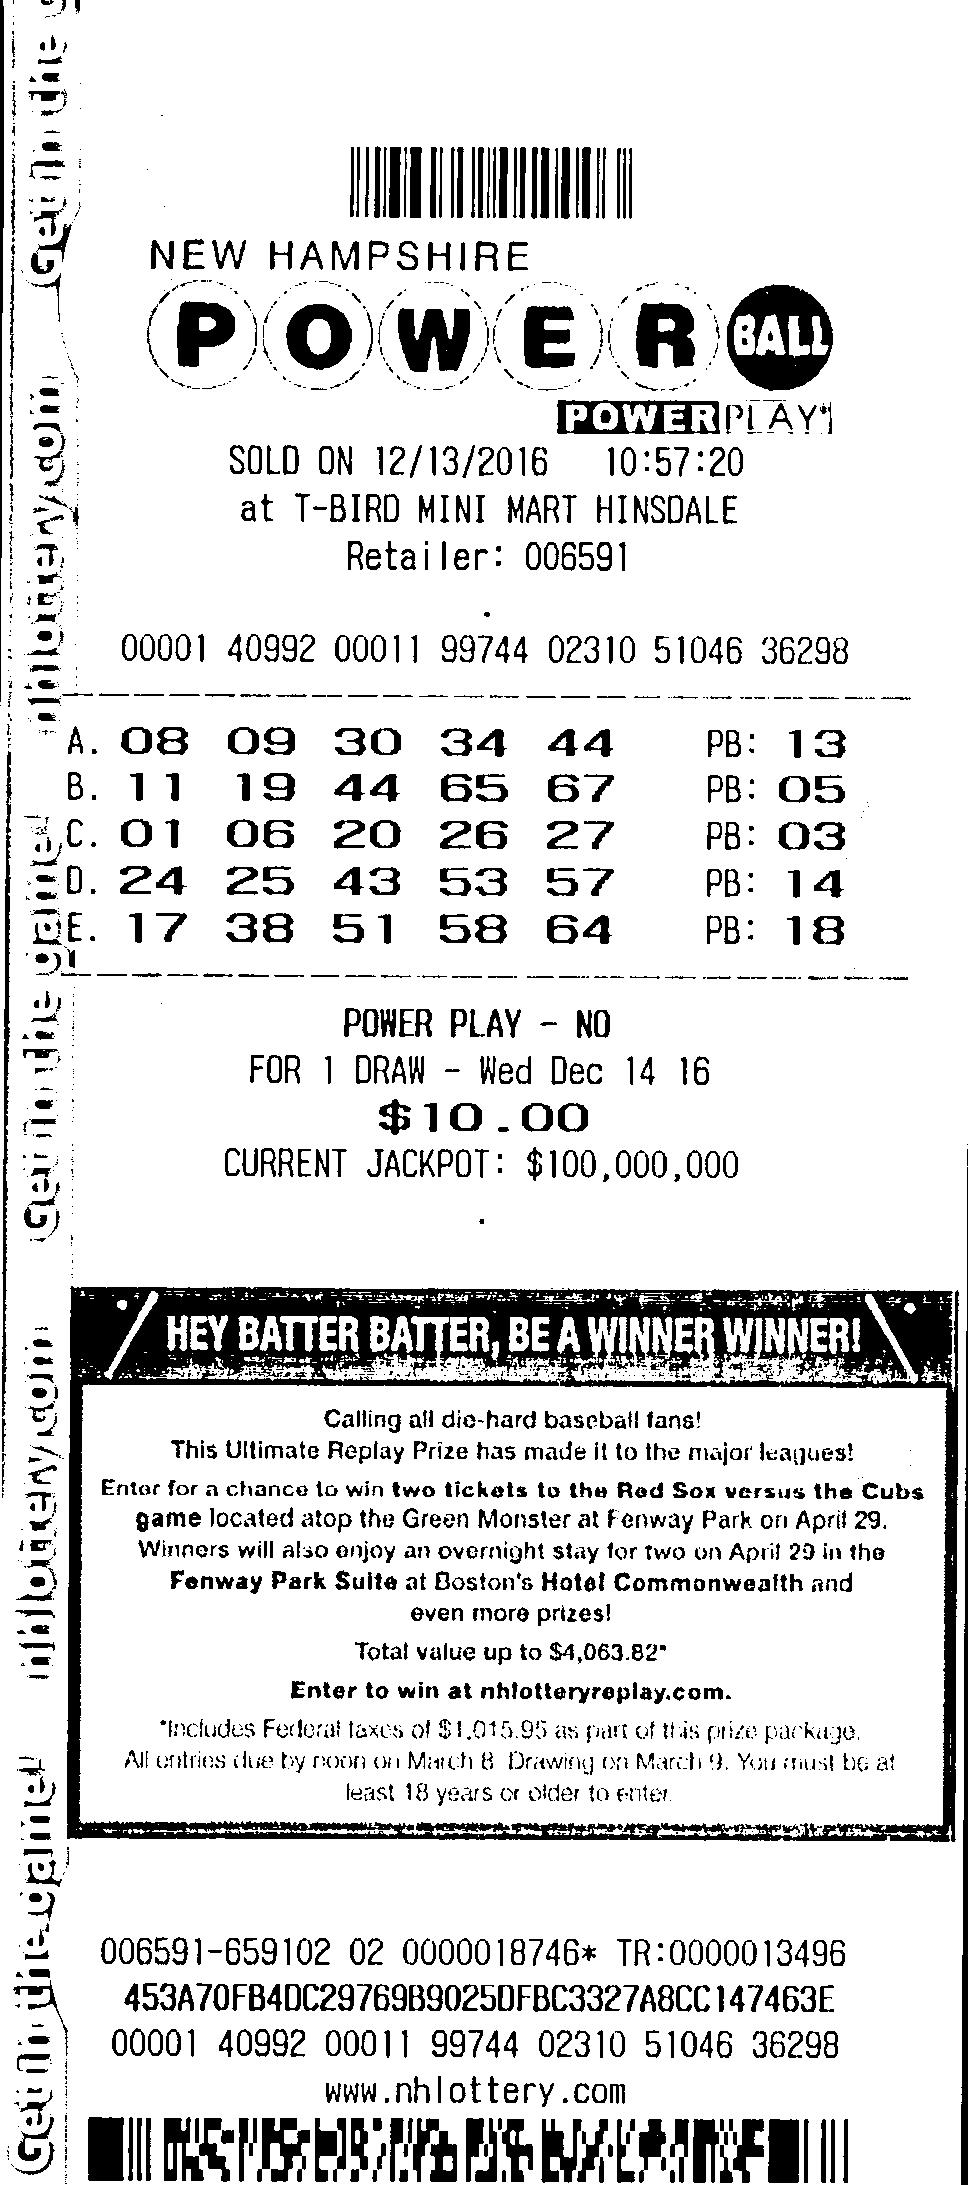 NEW HAMPSHIRE
POWER BALL
POWERPLAY
SOLD ON 12/13/2016 10:57:20
at T-BIRD MINI MART HINSDALE
Retailer: 006591
00001 40992 00011 99744 02310 51046 36298
A. 08 09 30 34 44 PB: 13
B. 11 19 44 65 67 PB: 05
C. 01 06 20 26 27 PB: 03
D. 24 25 43 53 57 PB: 14
E. 17 38 51 58 64 PB: 18
POWER PLAY - NO
FOR 1 DRAW - Wed Dec 14 16
$10.00
CURRENT JACKPOT: $100,000,000
HEY BATTER BATTER, BE A WINNER WINNER!
Calling all die-hard baseball fans!
This Ultimate Replay Prize has made it to the major leagues!
Enter for a chance to win two tickets to the Red Sox versus the Cubs
game located atop the Green Monster at Fenway Park on April 29.
Winners will also enjoy an overnight stay for two on April 29 in the
Fenway Park Suite at Boston's Hotel Commonwealth and
even more prizes!
Total value up to $4,063.82*
Enter to win at nhlotteryreplay.com.
*Includes Federal taxes of $1,015.95 as part of this prize package.
All entries due by noon on March 8. Drawing on March 9. You must be at
least 18 years or older to enter.
006591-659102 02 0000018746* TR:0000013496
453A70FB4DC29769B9025DFBC3327A8CC147463E
00001 40992 00011 99744 02310 51046 36298
www.nhlottery.com
Get in the game!
nhlottery.com
Get in the game!
nhlottery.com
Get in the